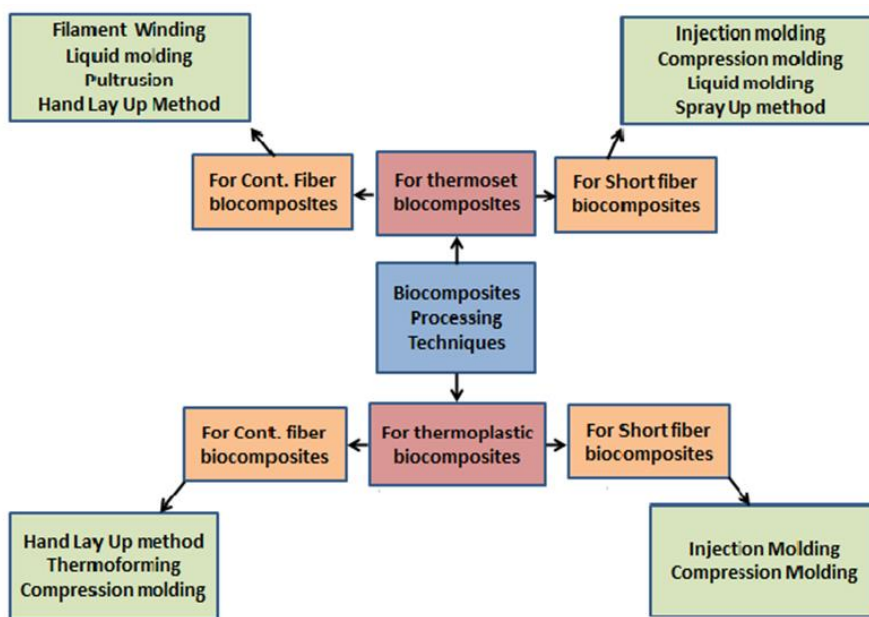 Filament Winding
Liquid molding
Pultrusion
Hand Lay Up Method
Injection molding
Compression molding
Liquid molding
Spray Up method
For Cont. Fiber
biocomposites
For thermoset
biocomposites
For Short fiber
biocomposites
Biocomposites
Processing
Techniques
For Cont. fiber
biocomposites
For thermoplastic
biocomposites
For Short fiber
biocomposites
Hand Lay Up method
Thermoforming
Compression molding
Injection Molding
Compression Molding